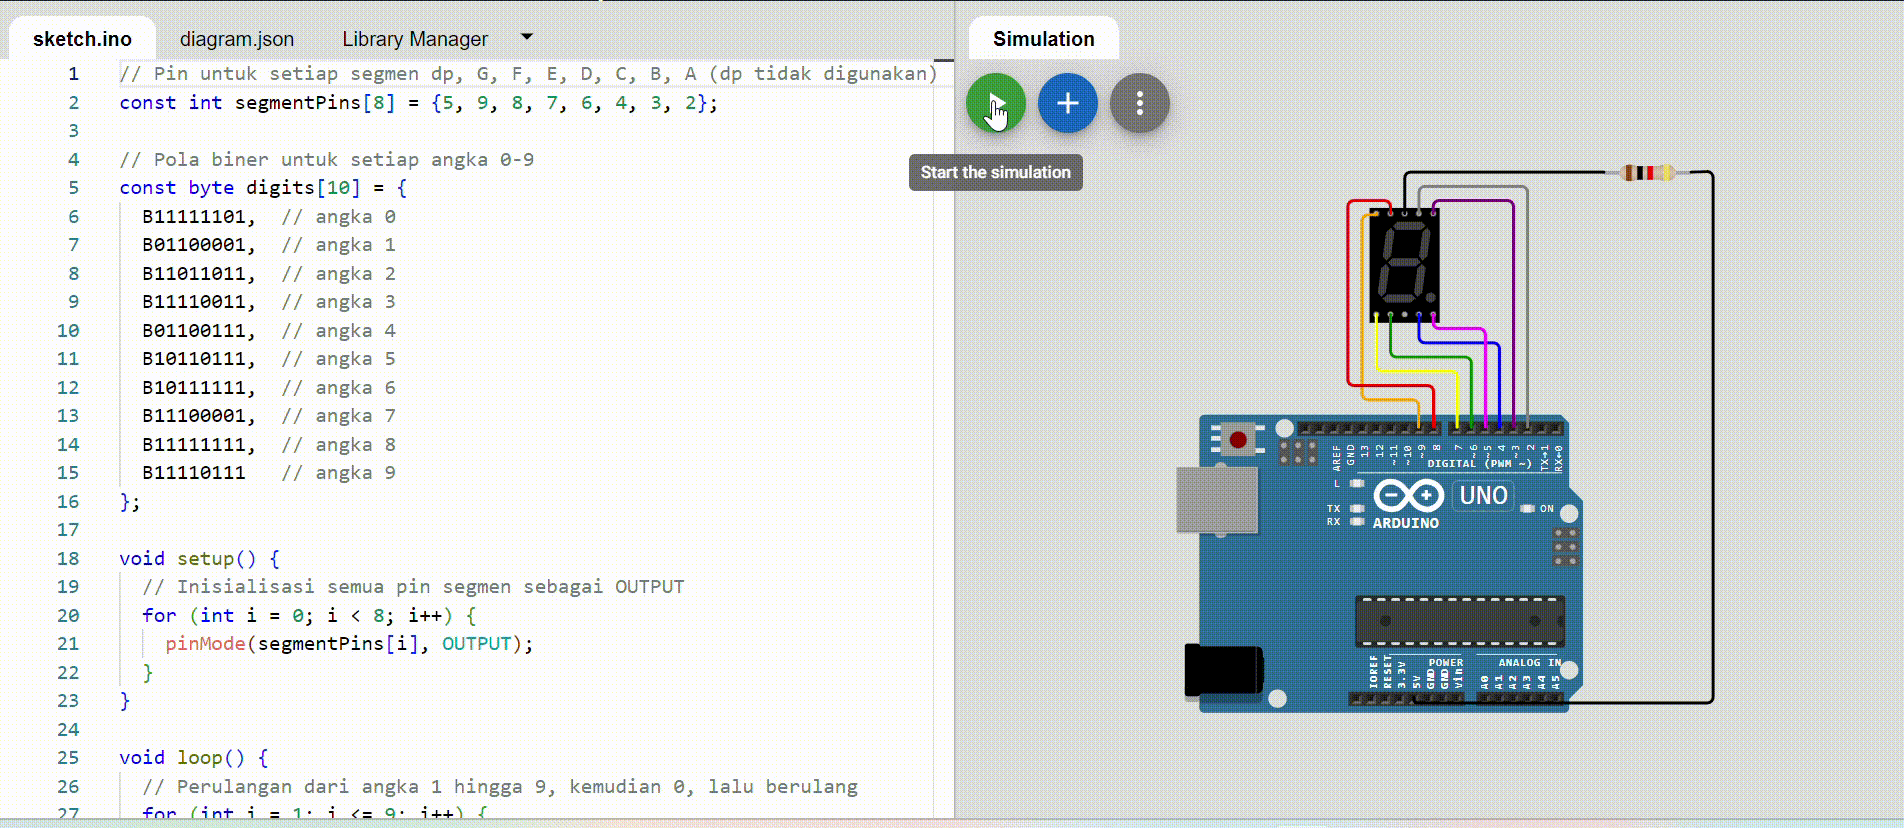 sketch.ino diagram.json Library Manager
1 // Pin untuk setiap segmen dp, G, F, E, D, C, B, A (dp tidak digunakan)
2 const int segmentPins[8] = {5, 9, 8, 7, 6, 4, 3, 2};
3
4 // Pola biner untuk setiap angka 0-9
5 const byte digits[10] = {
6 B11111101, // angka 0
7 B01100001, // angka 1
8 B11011011, // angka 2
9 B11110011, // angka 3
10 B01100111, // angka 4
11 B10110111, // angka 5
12 B10111111, // angka 6
13 B11100001, // angka 7
14 B11111111, // angka 8
15 B11110111 // angka 9
16 };
17
18 void setup() {
19 // Inisialisasi semua pin segmen sebagai OUTPUT
20 for (int i = 0; i < 8; i++) {
21 pinMode(segmentPins[i], OUTPUT);
22 }
23 }
24
25 void loop() {
26 // Perulangan dari angka 1 hingga 9, kemudian 0, lalu berulang
27 for (int i = 1; i <= 9; i++) {
Simulation
Start the simulation
AREF GND 13 12 ~11 ~10 ~9 8 7 ~6 ~5 4 ~3 2 TX→1 RX←0
DIGITAL (PWM ~)
L
TX
RX
UNO
ON
ARDUINO
POWER ANALOG IN
IOREF RESET 3.3V 5V GND GND Vin A0 A1 A2 A3 A4 A5